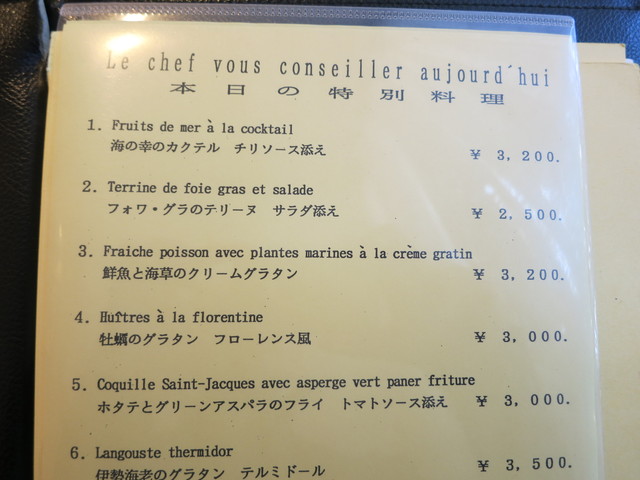 Le chef vous conseiller aujourd'hui
本日の特別料理
1. Fruits de mer à la cocktail
海の幸のカクテル チリソース添え
¥ 3,200.
2. Terrine de foie gras et salade
フォワ・グラのテリーヌ サラダ添え
¥ 2,500.
3. Fraiche poisson avec plantes marines à la crème gratin
鮮魚と海草のクリームグラタン
¥ 3,200.
4. Huîtres à la florentine
牡蠣のグラタン フローレンス風
¥ 3,000.
5. Coquille Saint-Jacques avec asperge vert paner friture
ホタテとグリーンアスパラのフライ トマトソース添え
¥ 3,000.
6. Langouste thermidor
伊勢海老のグラタン テルミドール
¥ 3,500.